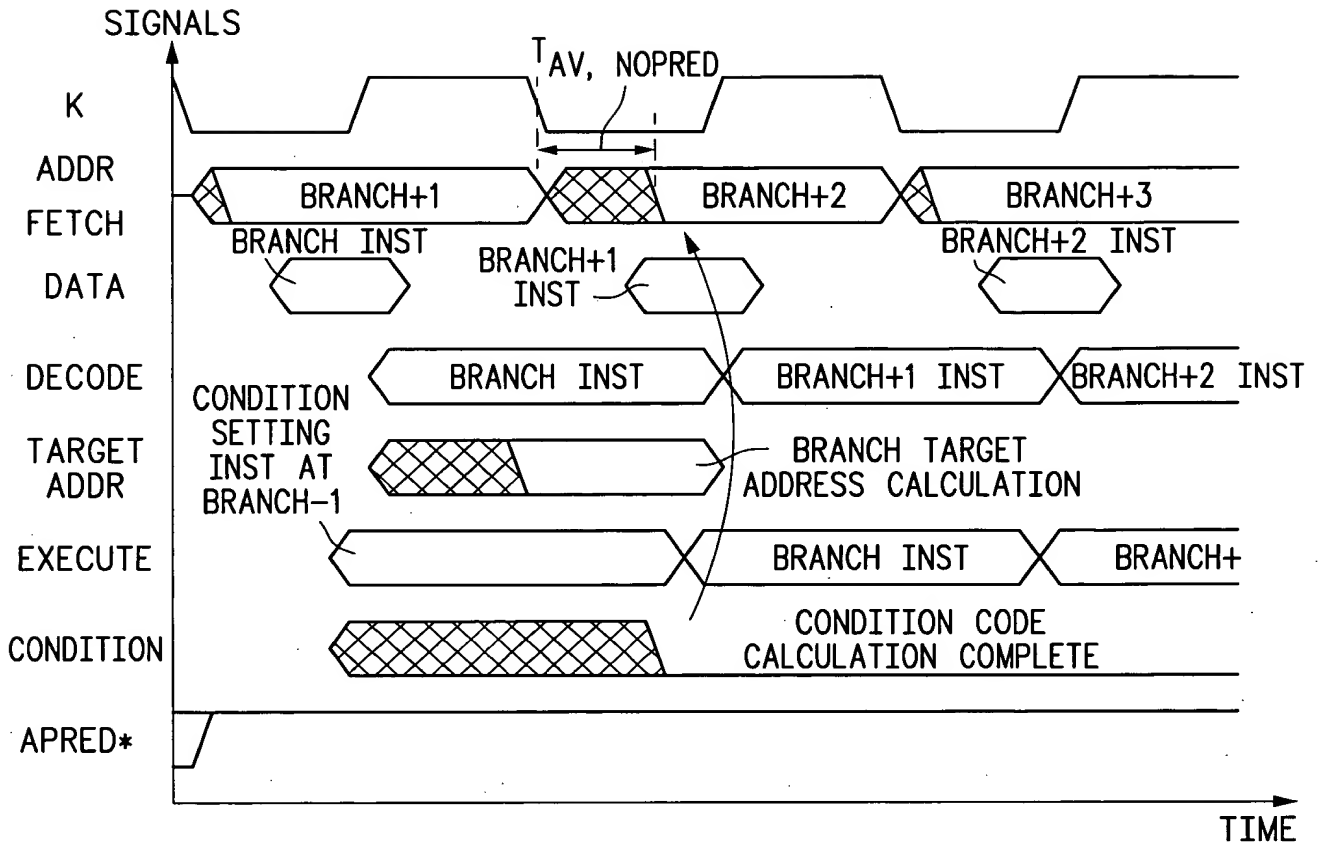 SIGNALS
K
T AV, NOPRED
ADDR
FETCH
BRANCH+1
BRANCH+2
BRANCH+3
DATA
BRANCH INST
BRANCH+1
INST
BRANCH+2 INST
DECODE
BRANCH INST
BRANCH+1 INST
BRANCH+2 INST
TARGET
ADDR
CONDITION
SETTING
INST AT
BRANCH-1
BRANCH TARGET
ADDRESS CALCULATION
EXECUTE
BRANCH INST
BRANCH+
CONDITION
CONDITION CODE
CALCULATION COMPLETE
APRED*
TIME